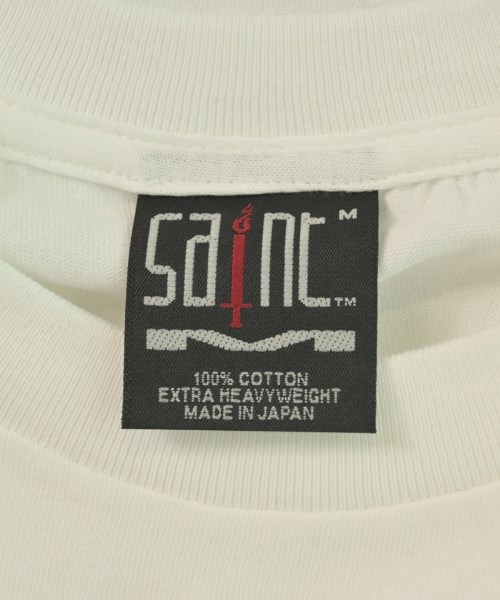 saint M
TM
100% COTTON
EXTRA HEAVYWEIGHT
MADE IN JAPAN